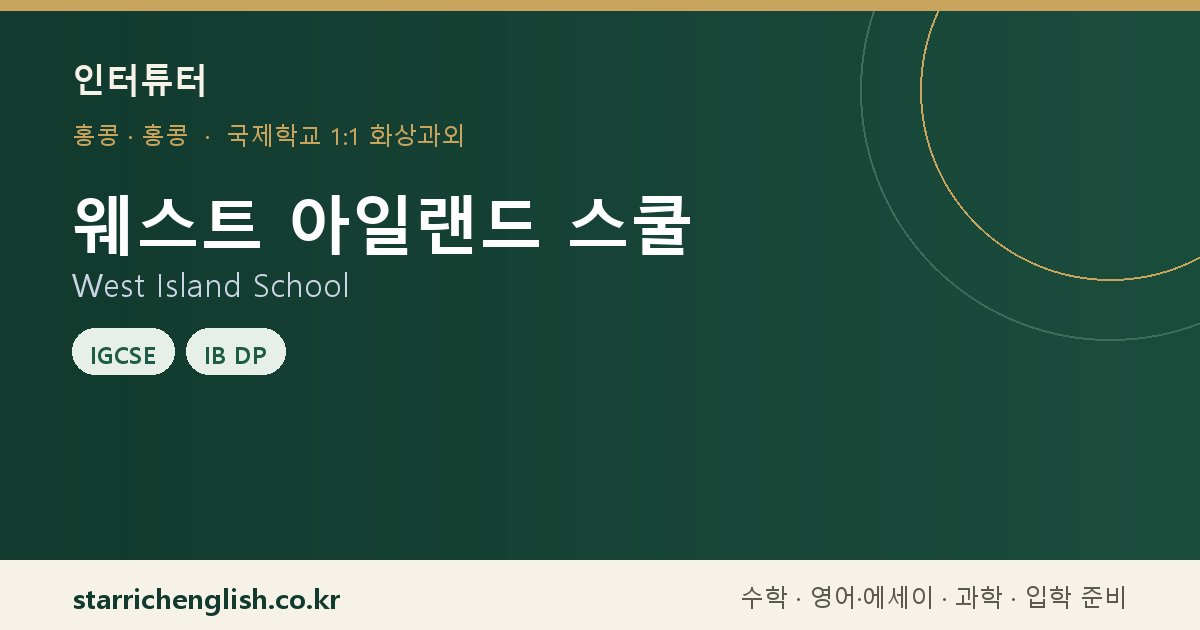 인터튜터
홍콩 · 홍콩 · 국제학교 1:1 화상과외
웨스트 아일랜드 스쿨
West Island School
IGCSE IB DP
starrichenglish.co.kr
수학 · 영어·에세이 · 과학 · 입학 준비